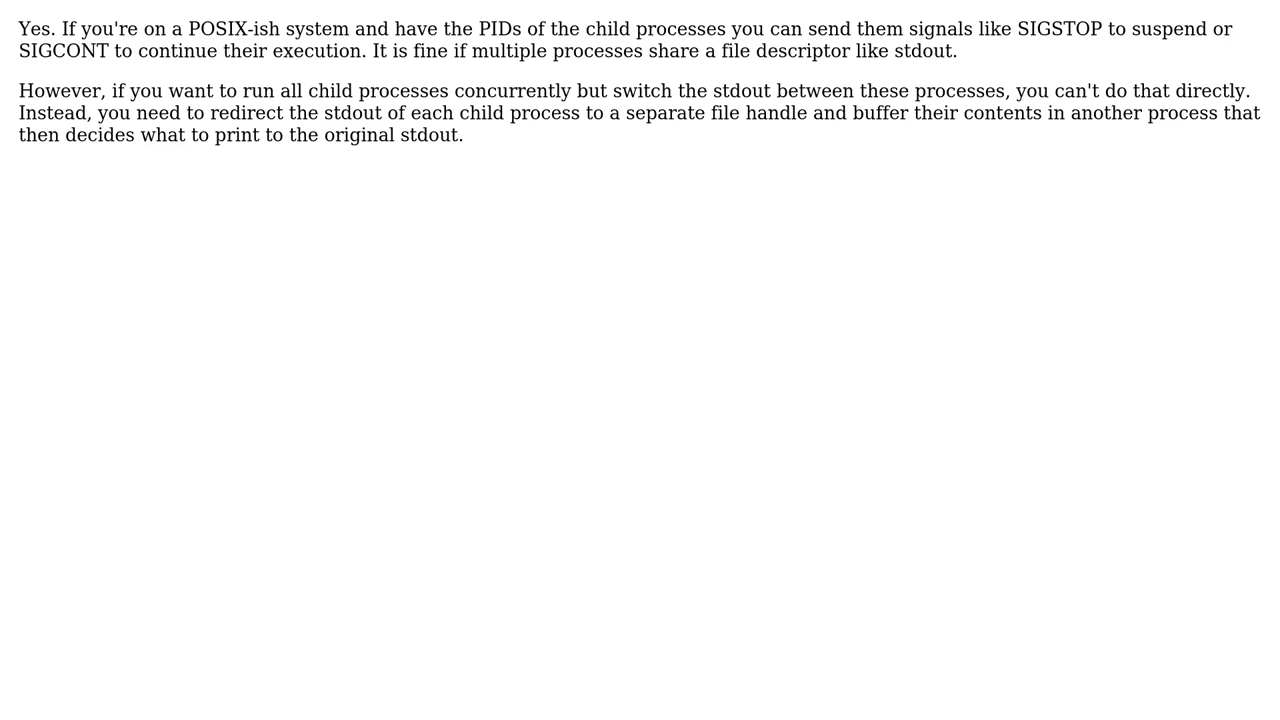 Yes. If you're on a POSIX-ish system and have the PIDs of the child processes you can send them signals like SIGSTOP to suspend or
SIGCONT to continue their execution. It is fine if multiple processes share a file descriptor like stdout.
However, if you want to run all child processes concurrently but switch the stdout between these processes, you can't do that directly.
Instead, you need to redirect the stdout of each child process to a separate file handle and buffer their contents in another process that
then decides what to print to the original stdout.